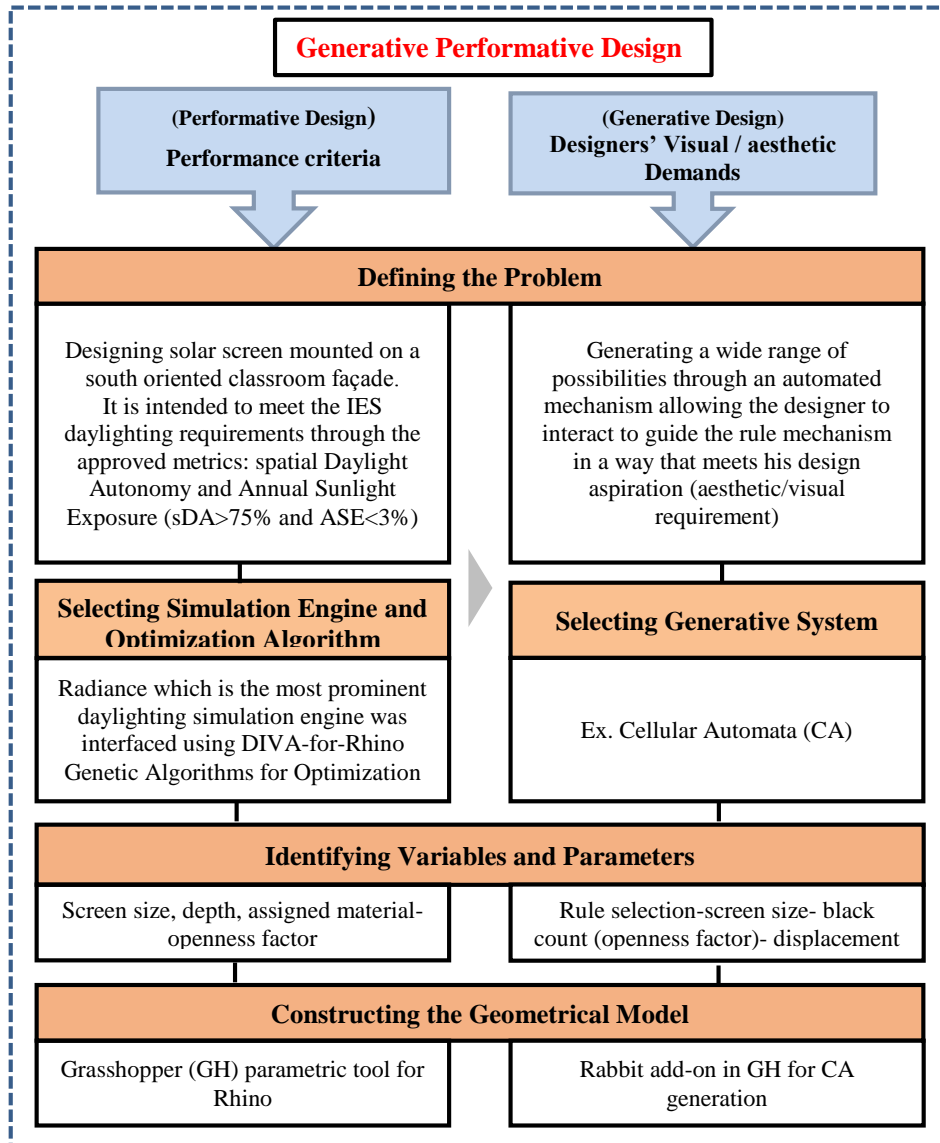 Generative Performative Design
(Performative Design)
Performance criteria
(Generative Design)
Designers' Visual / aesthetic
Demands
Defining the Problem
Designing solar screen mounted on a
south oriented classroom façade.
It is intended to meet the IES
daylighting requirements through the
approved metrics: spatial Daylight
Autonomy and Annual Sunlight
Exposure (sDA>75% and ASE<3%)
Generating a wide range of
possibilities through an automated
mechanism allowing the designer to
interact to guide the rule mechanism
in a way that meets his design
aspiration (aesthetic/visual
requirement)
Selecting Simulation Engine and
Optimization Algorithm
Selecting Generative System
Radiance which is the most prominent
daylighting simulation engine was
interfaced using DIVA-for-Rhino
Genetic Algorithms for Optimization
Ex. Cellular Automata (CA)
Identifying Variables and Parameters
Screen size, depth, assigned material-
openness factor
Rule selection-screen size- black
count (openness factor)- displacement
Constructing the Geometrical Model
Grasshopper (GH) parametric tool for
Rhino
Rabbit add-on in GH for CA
generation